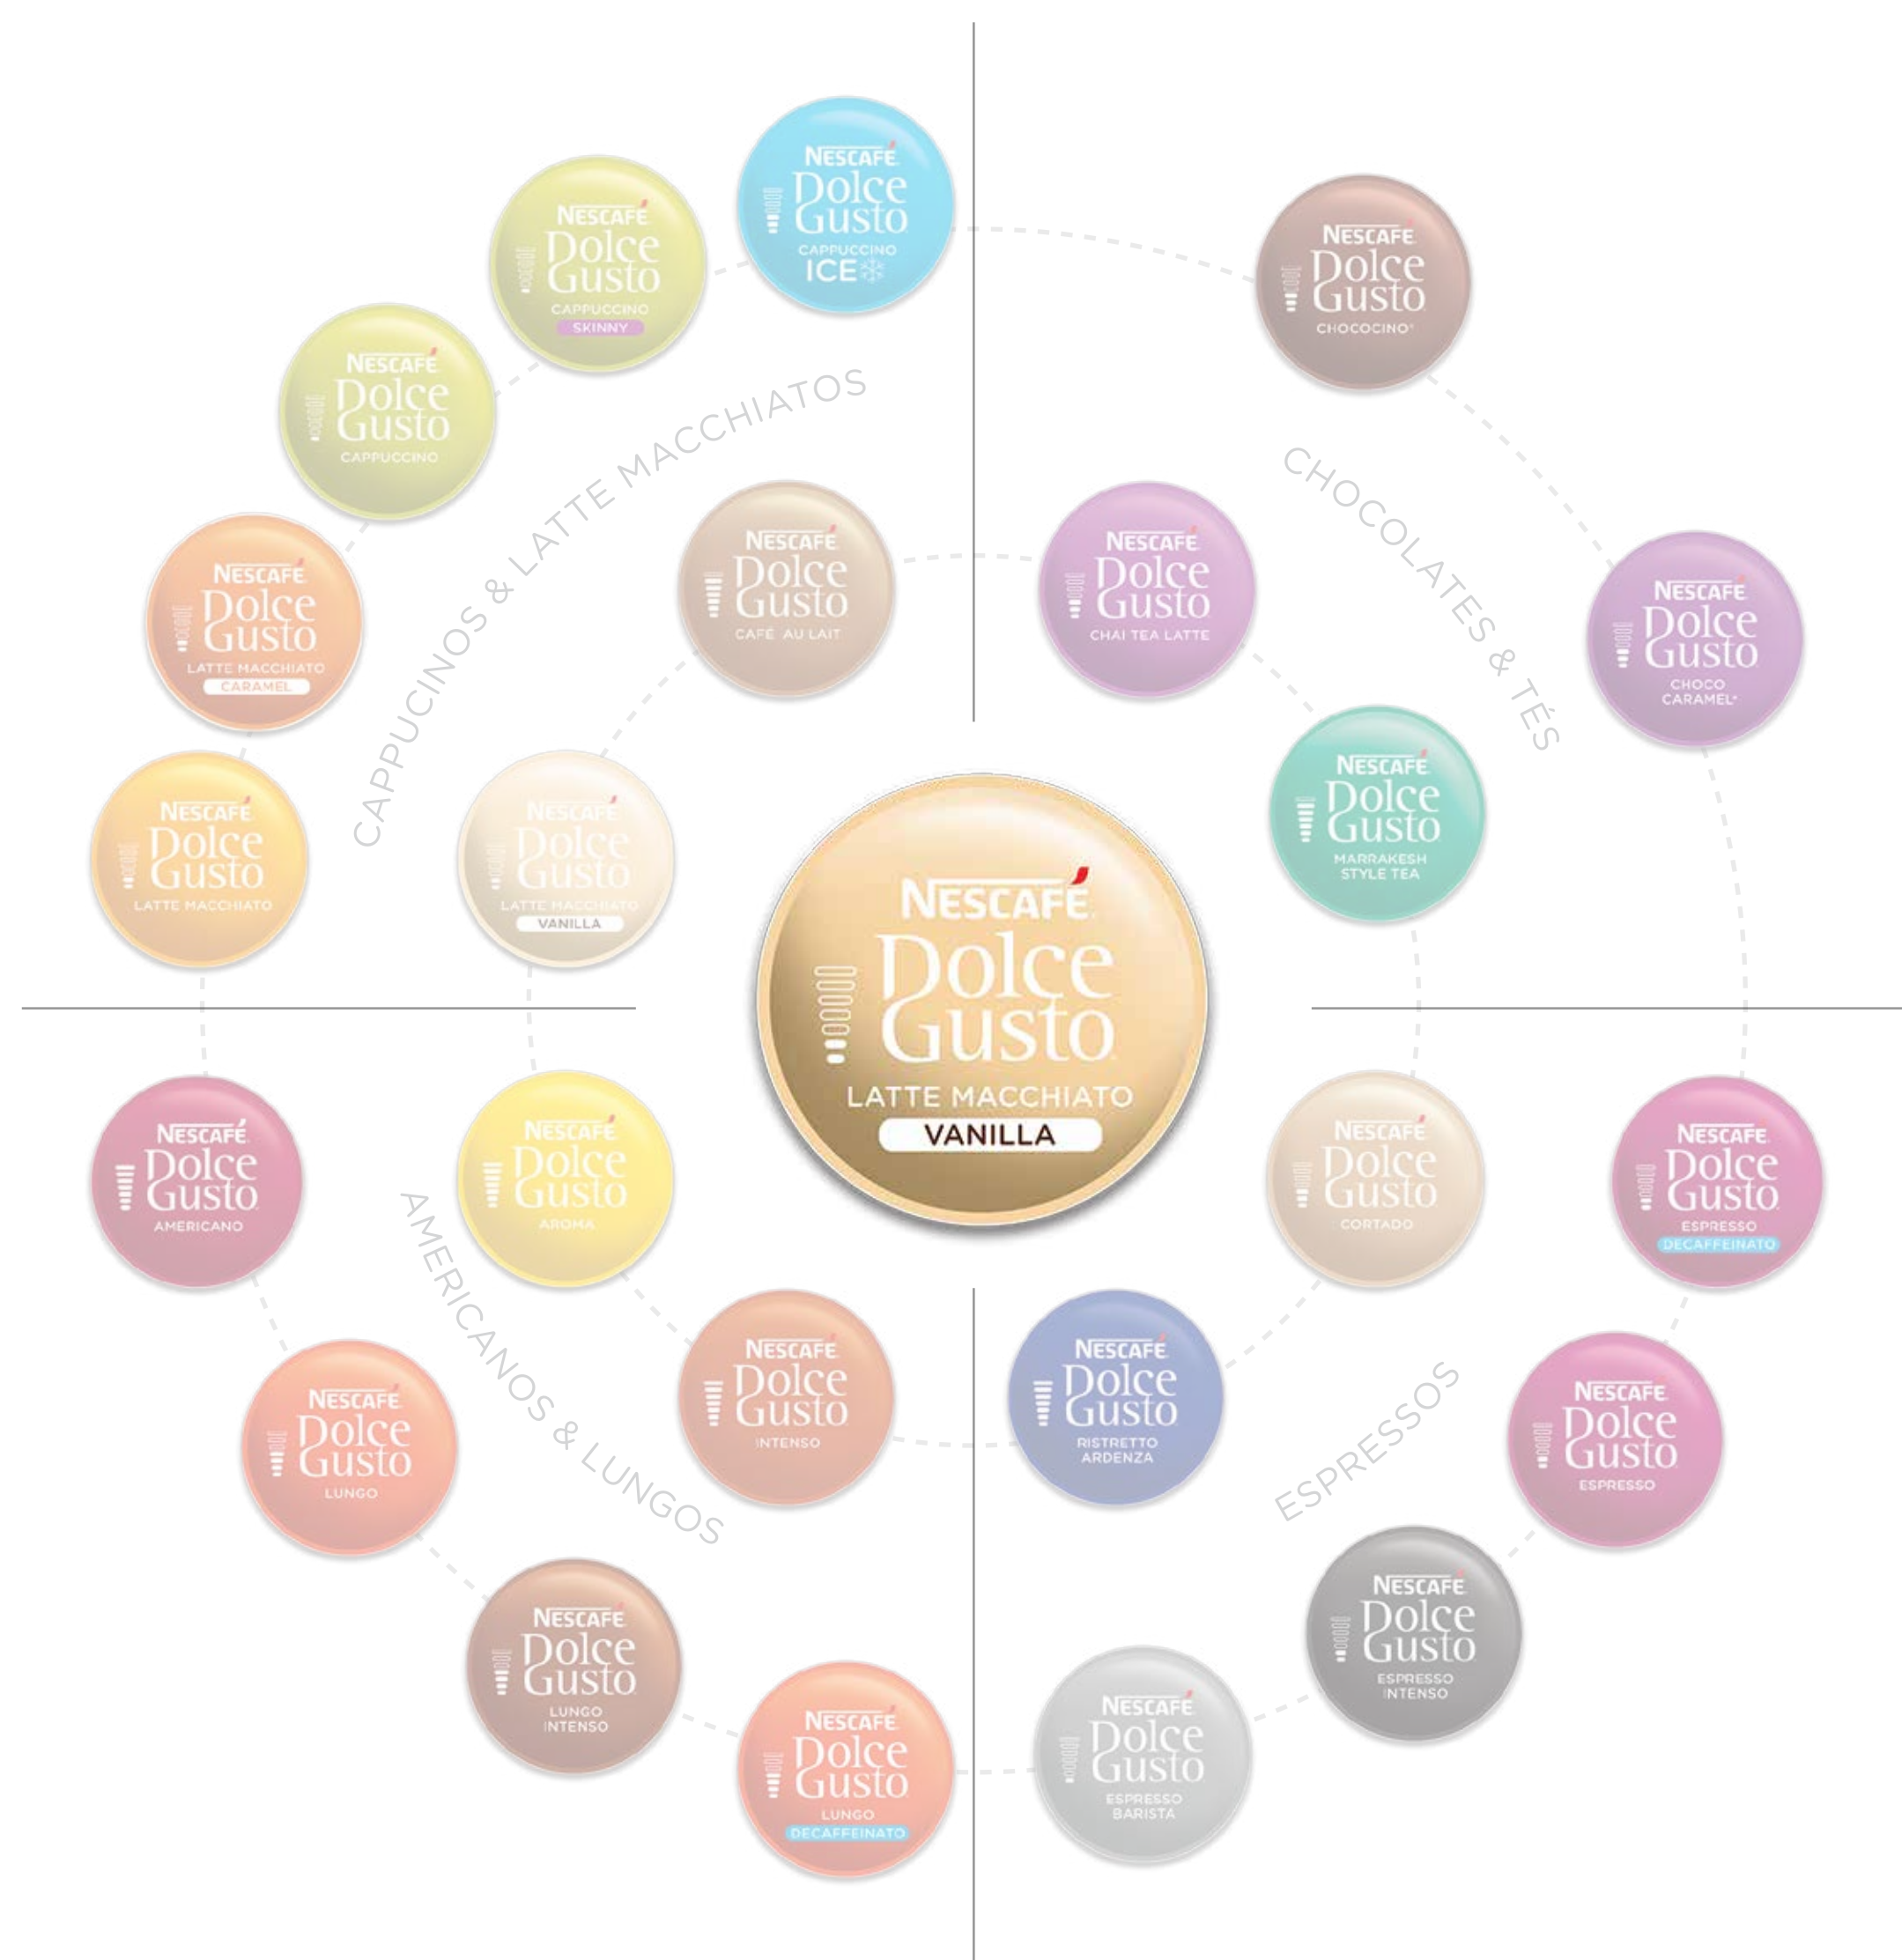 NESCAFÉ
Dolce
Gusto
CAPPUCCINO
ICE
NESCAFÉ
Dolce
Gusto
CAPPUCCINO
SKINNY
NESCAFÉ
Dolce
Gusto
CAPPUCCINO
NESCAFÉ
Dolce
Gusto
LATTE MACCHIATO
CARAMEL
NESCAFÉ
Dolce
Gusto
LATTE MACCHIATO
CAPPUCINOS & LATTE MACCHIATOS
NESCAFÉ
Dolce
Gusto
CAFÉ AU LAIT
NESCAFÉ
Dolce
Gusto
LATTE MACCHIATO
VANILLA
NESCAFÉ
Dolce
Gusto
CHOCOCINO*
NESCAFÉ
Dolce
Gusto
CHOCO
CARAMEL*
CHOCOLATES & TÉS
NESCAFÉ
Dolce
Gusto
CHAI TEA LATTE
NESCAFÉ
Dolce
Gusto
MARRAKESH
STYLE TEA
NESCAFÉ
Dolce
Gusto
LATTE MACCHIATO
VANILLA
NESCAFÉ
Dolce
Gusto
AMERICANO
NESCAFÉ
Dolce
Gusto
AROMA
AMERICANOS & LUNGOS
NESCAFÉ
Dolce
Gusto
INTENSO
NESCAFÉ
Dolce
Gusto
LUNGO
NESCAFÉ
Dolce
Gusto
LUNGO
INTENSO
NESCAFÉ
Dolce
Gusto
LUNGO
DECAFFEINATO
NESCAFÉ
Dolce
Gusto
CORTADO
NESCAFÉ
Dolce
Gusto
ESPRESSO
DECAFFEINATO
NESCAFÉ
Dolce
Gusto
RISTRETTO
ARDENZA
ESPRESSOS
NESCAFÉ
Dolce
Gusto
ESPRESSO
NESCAFÉ
Dolce
Gusto
ESPRESSO
INTENSO
NESCAFÉ
Dolce
Gusto
ESPRESSO
BARISTA